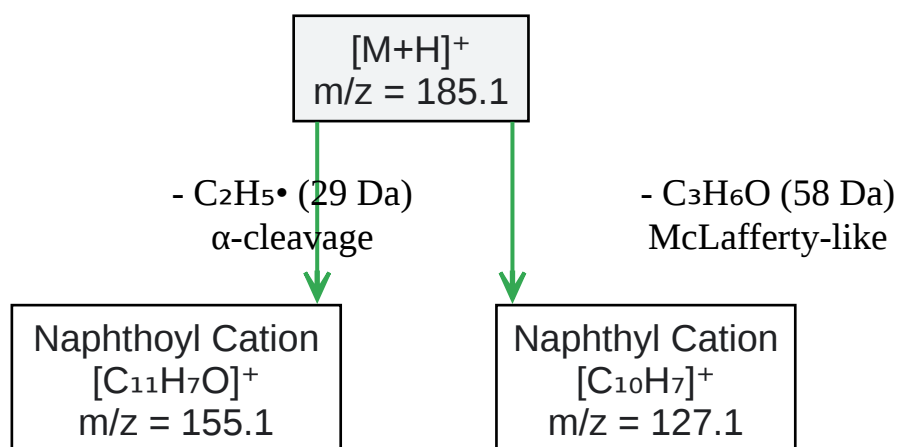 [M+H]⁺
m/z = 185.1
- C₂H₅• (29 Da)
α-cleavage
- C₃H₆O (58 Da)
McLafferty-like
Naphthoyl Cation
[C₁₁H₇O]⁺
m/z = 155.1
Naphthyl Cation
[C₁₀H₇]⁺
m/z = 127.1